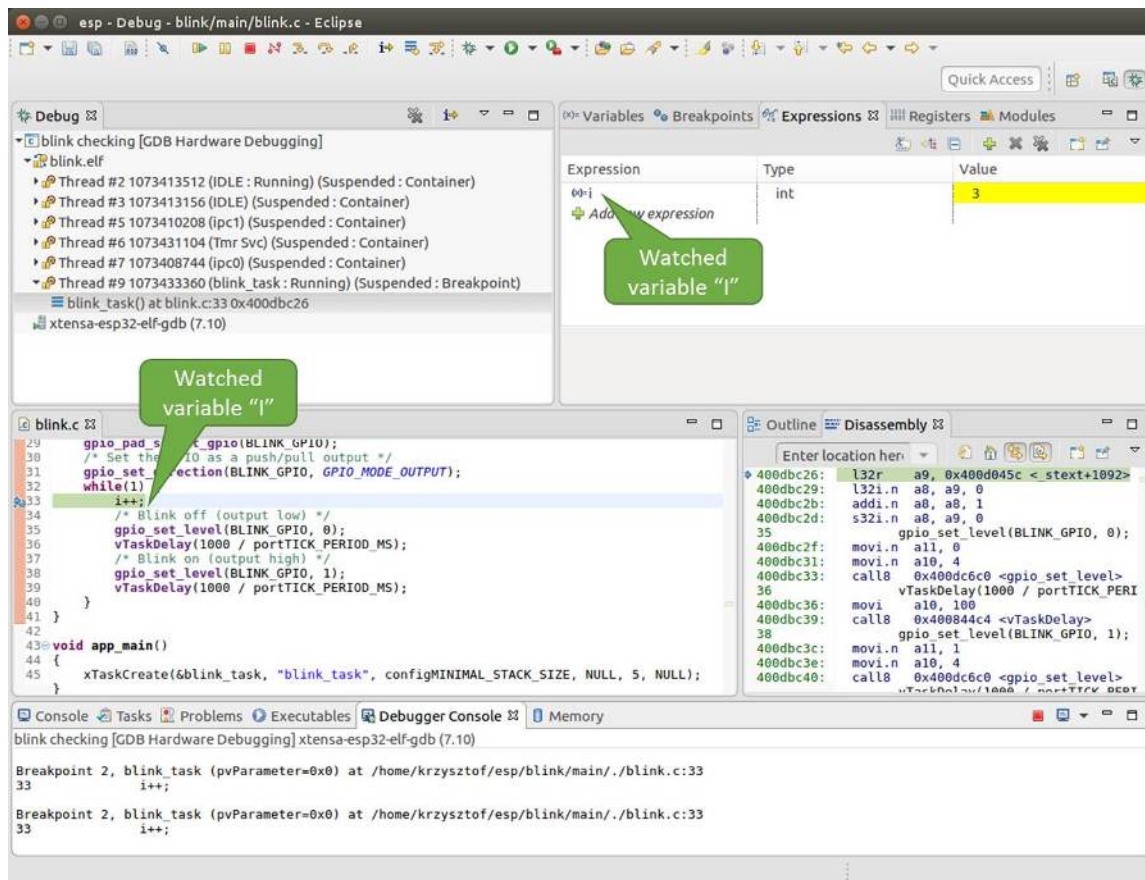 esp - Debug - blink/main/blink.c - Eclipse
Quick Access
Debug
blink checking [GDB Hardware Debugging]
blink.elf
Thread #2 1073413512 (IDLE : Running) (Suspended : Container)
Thread #3 1073413156 (IDLE) (Suspended : Container)
Thread #5 1073410208 (ipc1) (Suspended : Container)
Thread #6 1073431104 (Tmr Svc) (Suspended : Container)
Thread #7 1073408744 (ipc0) (Suspended : Container)
Thread #9 1073433360 (blink_task : Running) (Suspended : Breakpoint)
blink_task() at blink.c:33 0x400dbc26
xtensa-esp32-elf-gdb (7.10)
Variables Breakpoints Expressions Registers Modules
Expression Type Value
(x)= i int 3
Add new expression
Watched
variable “I”
Watched
variable “I”
blink.c
29 gpio_pad_s t_gpio(BLINK_GPIO);
30 /* Set the IO as a push/pull output */
31 gpio_set_ ection(BLINK_GPIO, GPIO_MODE_OUTPUT);
32 while(1)
33 i++;
34 /* Blink off (output low) */
35 gpio_set_level(BLINK_GPIO, 0);
36 vTaskDelay(1000 / portTICK_PERIOD_MS);
37 /* Blink on (output high) */
38 gpio_set_level(BLINK_GPIO, 1);
39 vTaskDelay(1000 / portTICK_PERIOD_MS);
40 }
41 }
42
43 void app_main()
44 {
45 xTaskCreate(&blink_task, "blink_task", configMINIMAL_STACK_SIZE, NULL, 5, NULL);
}
Outline Disassembly
Enter location her
400dbc26: l32r a9, 0x400d045c <_stext+1092>
400dbc29: l32i.n a8, a9, 0
400dbc2b: addi.n a8, a8, 1
400dbc2d: s32i.n a8, a9, 0
35 gpio_set_level(BLINK_GPIO, 0);
400dbc2f: movi.n a11, 0
400dbc31: movi.n a10, 4
400dbc33: call8 0x400dc6c0 <gpio_set_level>
36 vTaskDelay(1000 / portTICK_PERI
400dbc36: movi a10, 100
400dbc39: call8 0x400844c4 <vTaskDelay>
38 gpio_set_level(BLINK_GPIO, 1);
400dbc3c: movi.n a11, 1
400dbc3e: movi.n a10, 4
400dbc40: call8 0x400dc6c0 <gpio_set_level>
vTaskDelay(1000 / portTICK_PERI
Console Tasks Problems Executables Debugger Console Memory
blink checking [GDB Hardware Debugging] xtensa-esp32-elf-gdb (7.10)
Breakpoint 2, blink_task (pvParameter=0x0) at /home/krzysztof/esp/blink/main/./blink.c:33
33 i++;
Breakpoint 2, blink_task (pvParameter=0x0) at /home/krzysztof/esp/blink/main/./blink.c:33
33 i++;